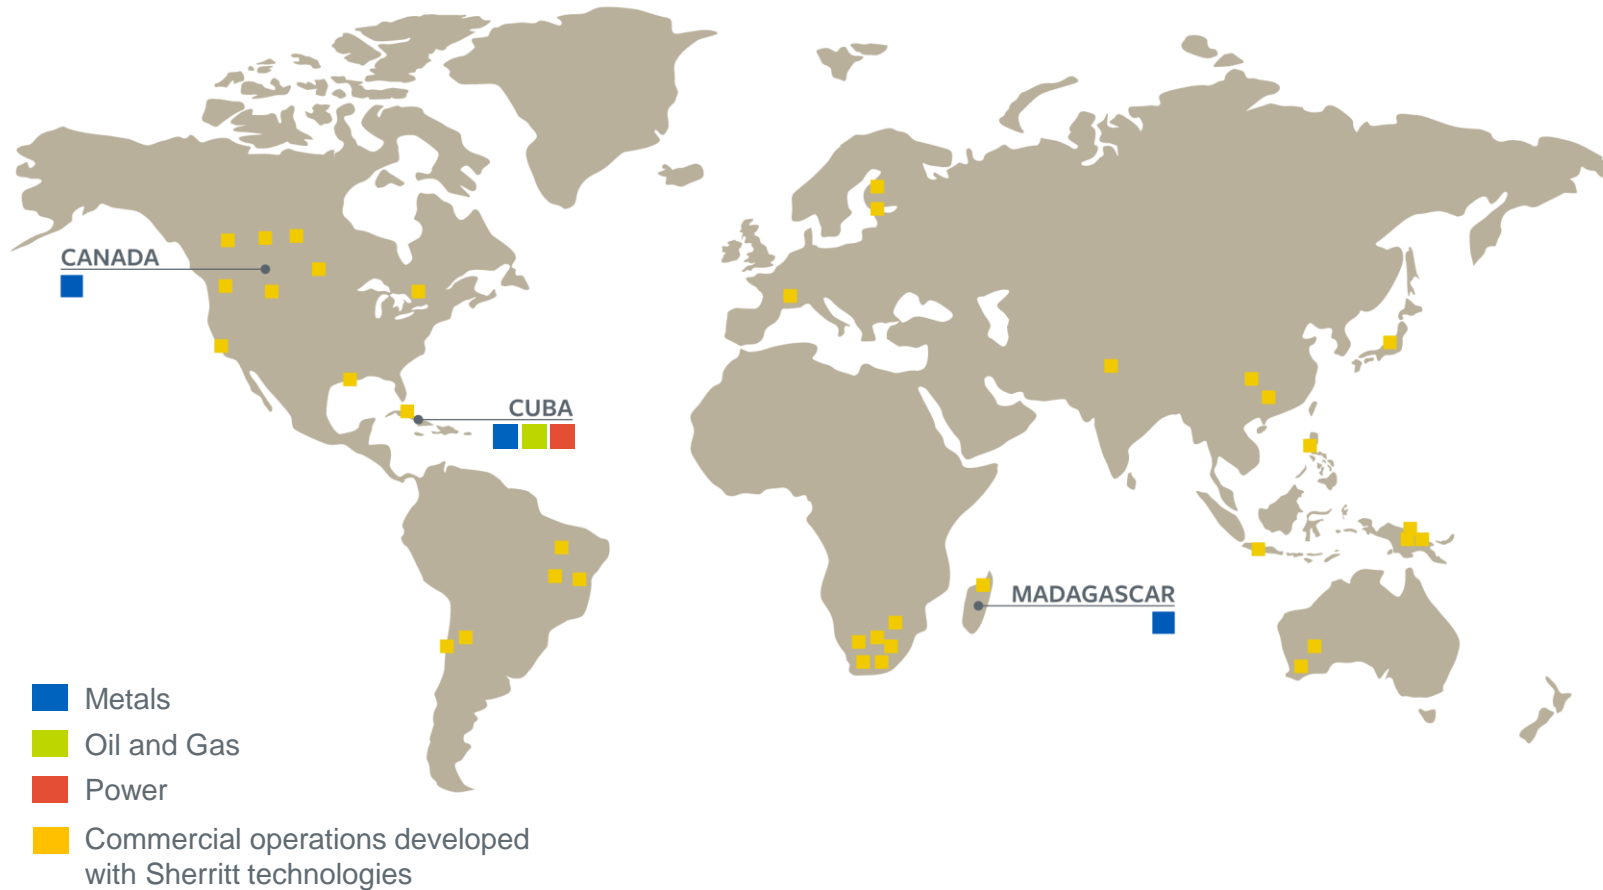 CANADA
CUBA
MADAGASCAR
Metals
Oil and Gas
Power
Commercial operations developed
with Sherritt technologies